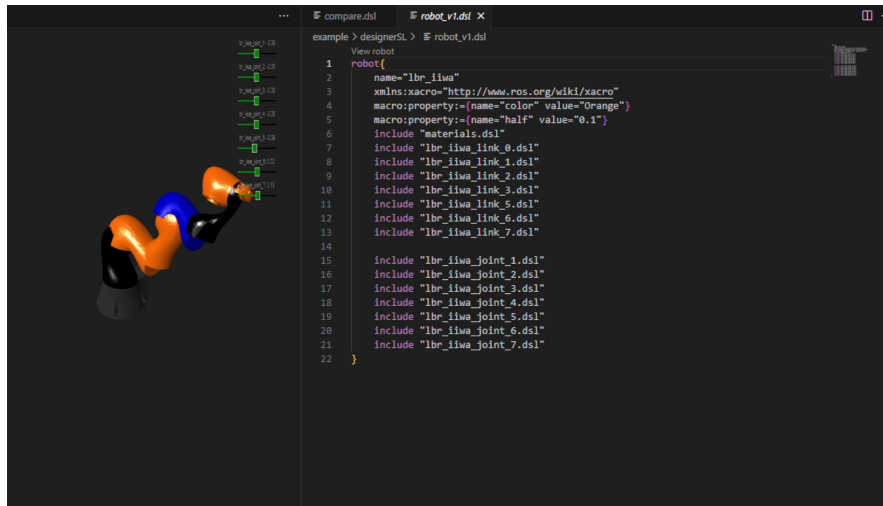 compare.dsl
robot_v1.dsl
example > designerSL > robot_v1.dsl
View robot
1 robot{
2 name="lbr_iiwa"
3 xmlns:xacro="http://www.ros.org/wiki/xacro"
4 macro:property:={name="color" value="Orange"}
5 macro:property:={name="half" value="0.1"}
6 include "materials.dsl"
7 include "lbr_iiwa_link_0.dsl"
8 include "lbr_iiwa_link_1.dsl"
9 include "lbr_iiwa_link_2.dsl"
10 include "lbr_iiwa_link_3.dsl"
11 include "lbr_iiwa_link_5.dsl"
12 include "lbr_iiwa_link_6.dsl"
13 include "lbr_iiwa_link_7.dsl"
14
15 include "lbr_iiwa_joint_1.dsl"
16 include "lbr_iiwa_joint_2.dsl"
17 include "lbr_iiwa_joint_3.dsl"
18 include "lbr_iiwa_joint_4.dsl"
19 include "lbr_iiwa_joint_5.dsl"
20 include "lbr_iiwa_joint_6.dsl"
21 include "lbr_iiwa_joint_7.dsl"
22 }